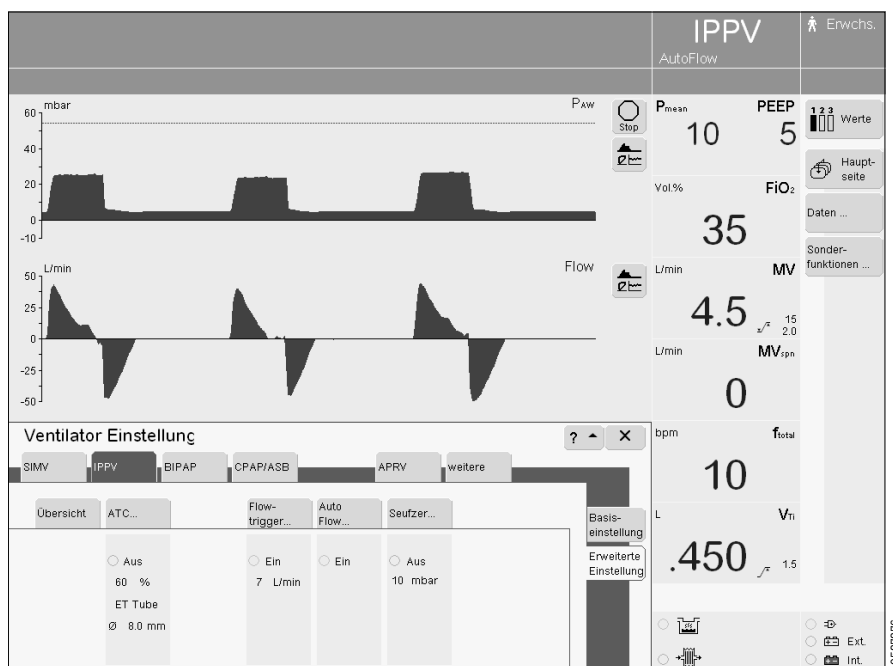 IPPV
AutoFlow
Erwchs.
mbar
PAW
60
40
20
0
-10
Stop
L/min
Flow
50
25
0
-25
-50
Pmean PEEP
10 5
Vol.% FiO2
35
L/min MV
4.5
15
2.0
L/min MVspn
0
bpm ftotal
10
L VTi
.450
1.5
1 2 3
Werte
Haupt-
seite
Daten ...
Sonder-
funktionen ...
Ventilator Einstellung
?
X
SIMV IPPV BIPAP CPAP/ASB APRV weitere
Übersicht
ATC...
Flow-
trigger...
Auto
Flow...
Seufzer...
Basis-
einstellung
Erweiterte
Einstellung
Aus
60 %
ET Tube
Ø 8.0 mm
Ein
7 L/min
Ein
Aus
10 mbar
Ext.
Int.